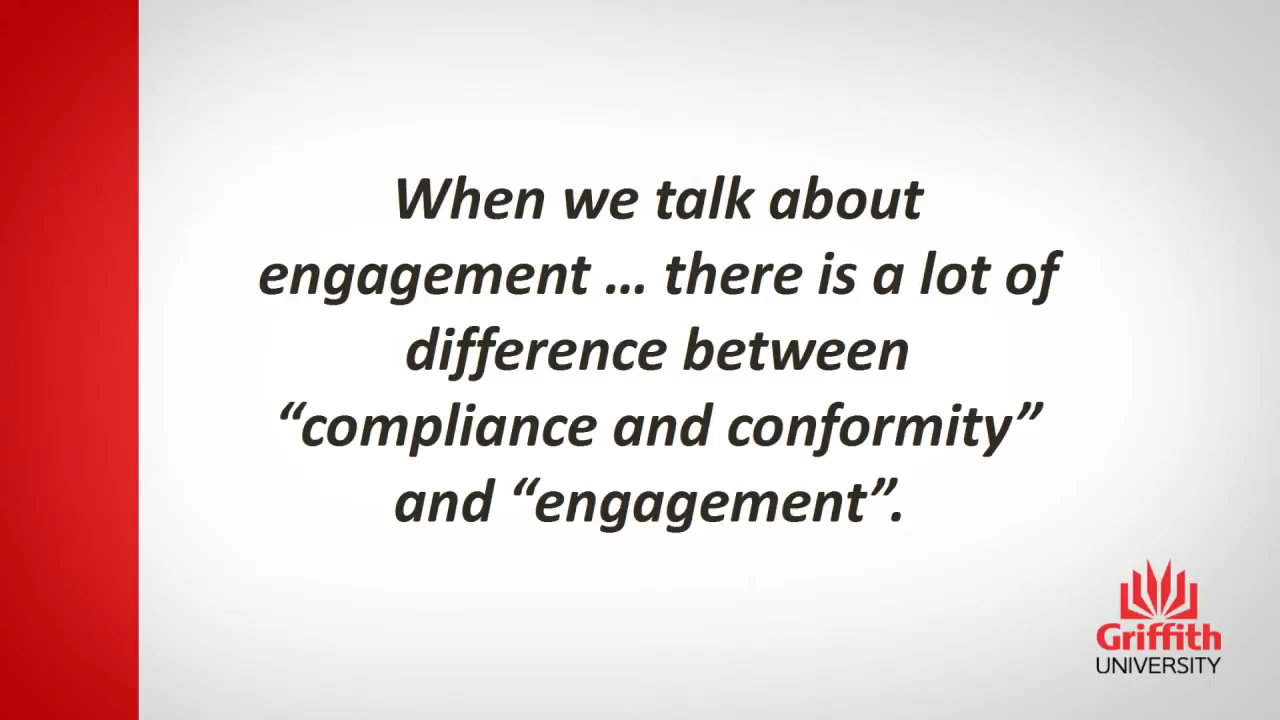 When we talk about
engagement … there is a lot of
difference between
“compliance and conformity”
and “engagement”.
Griffith
UNIVERSITY